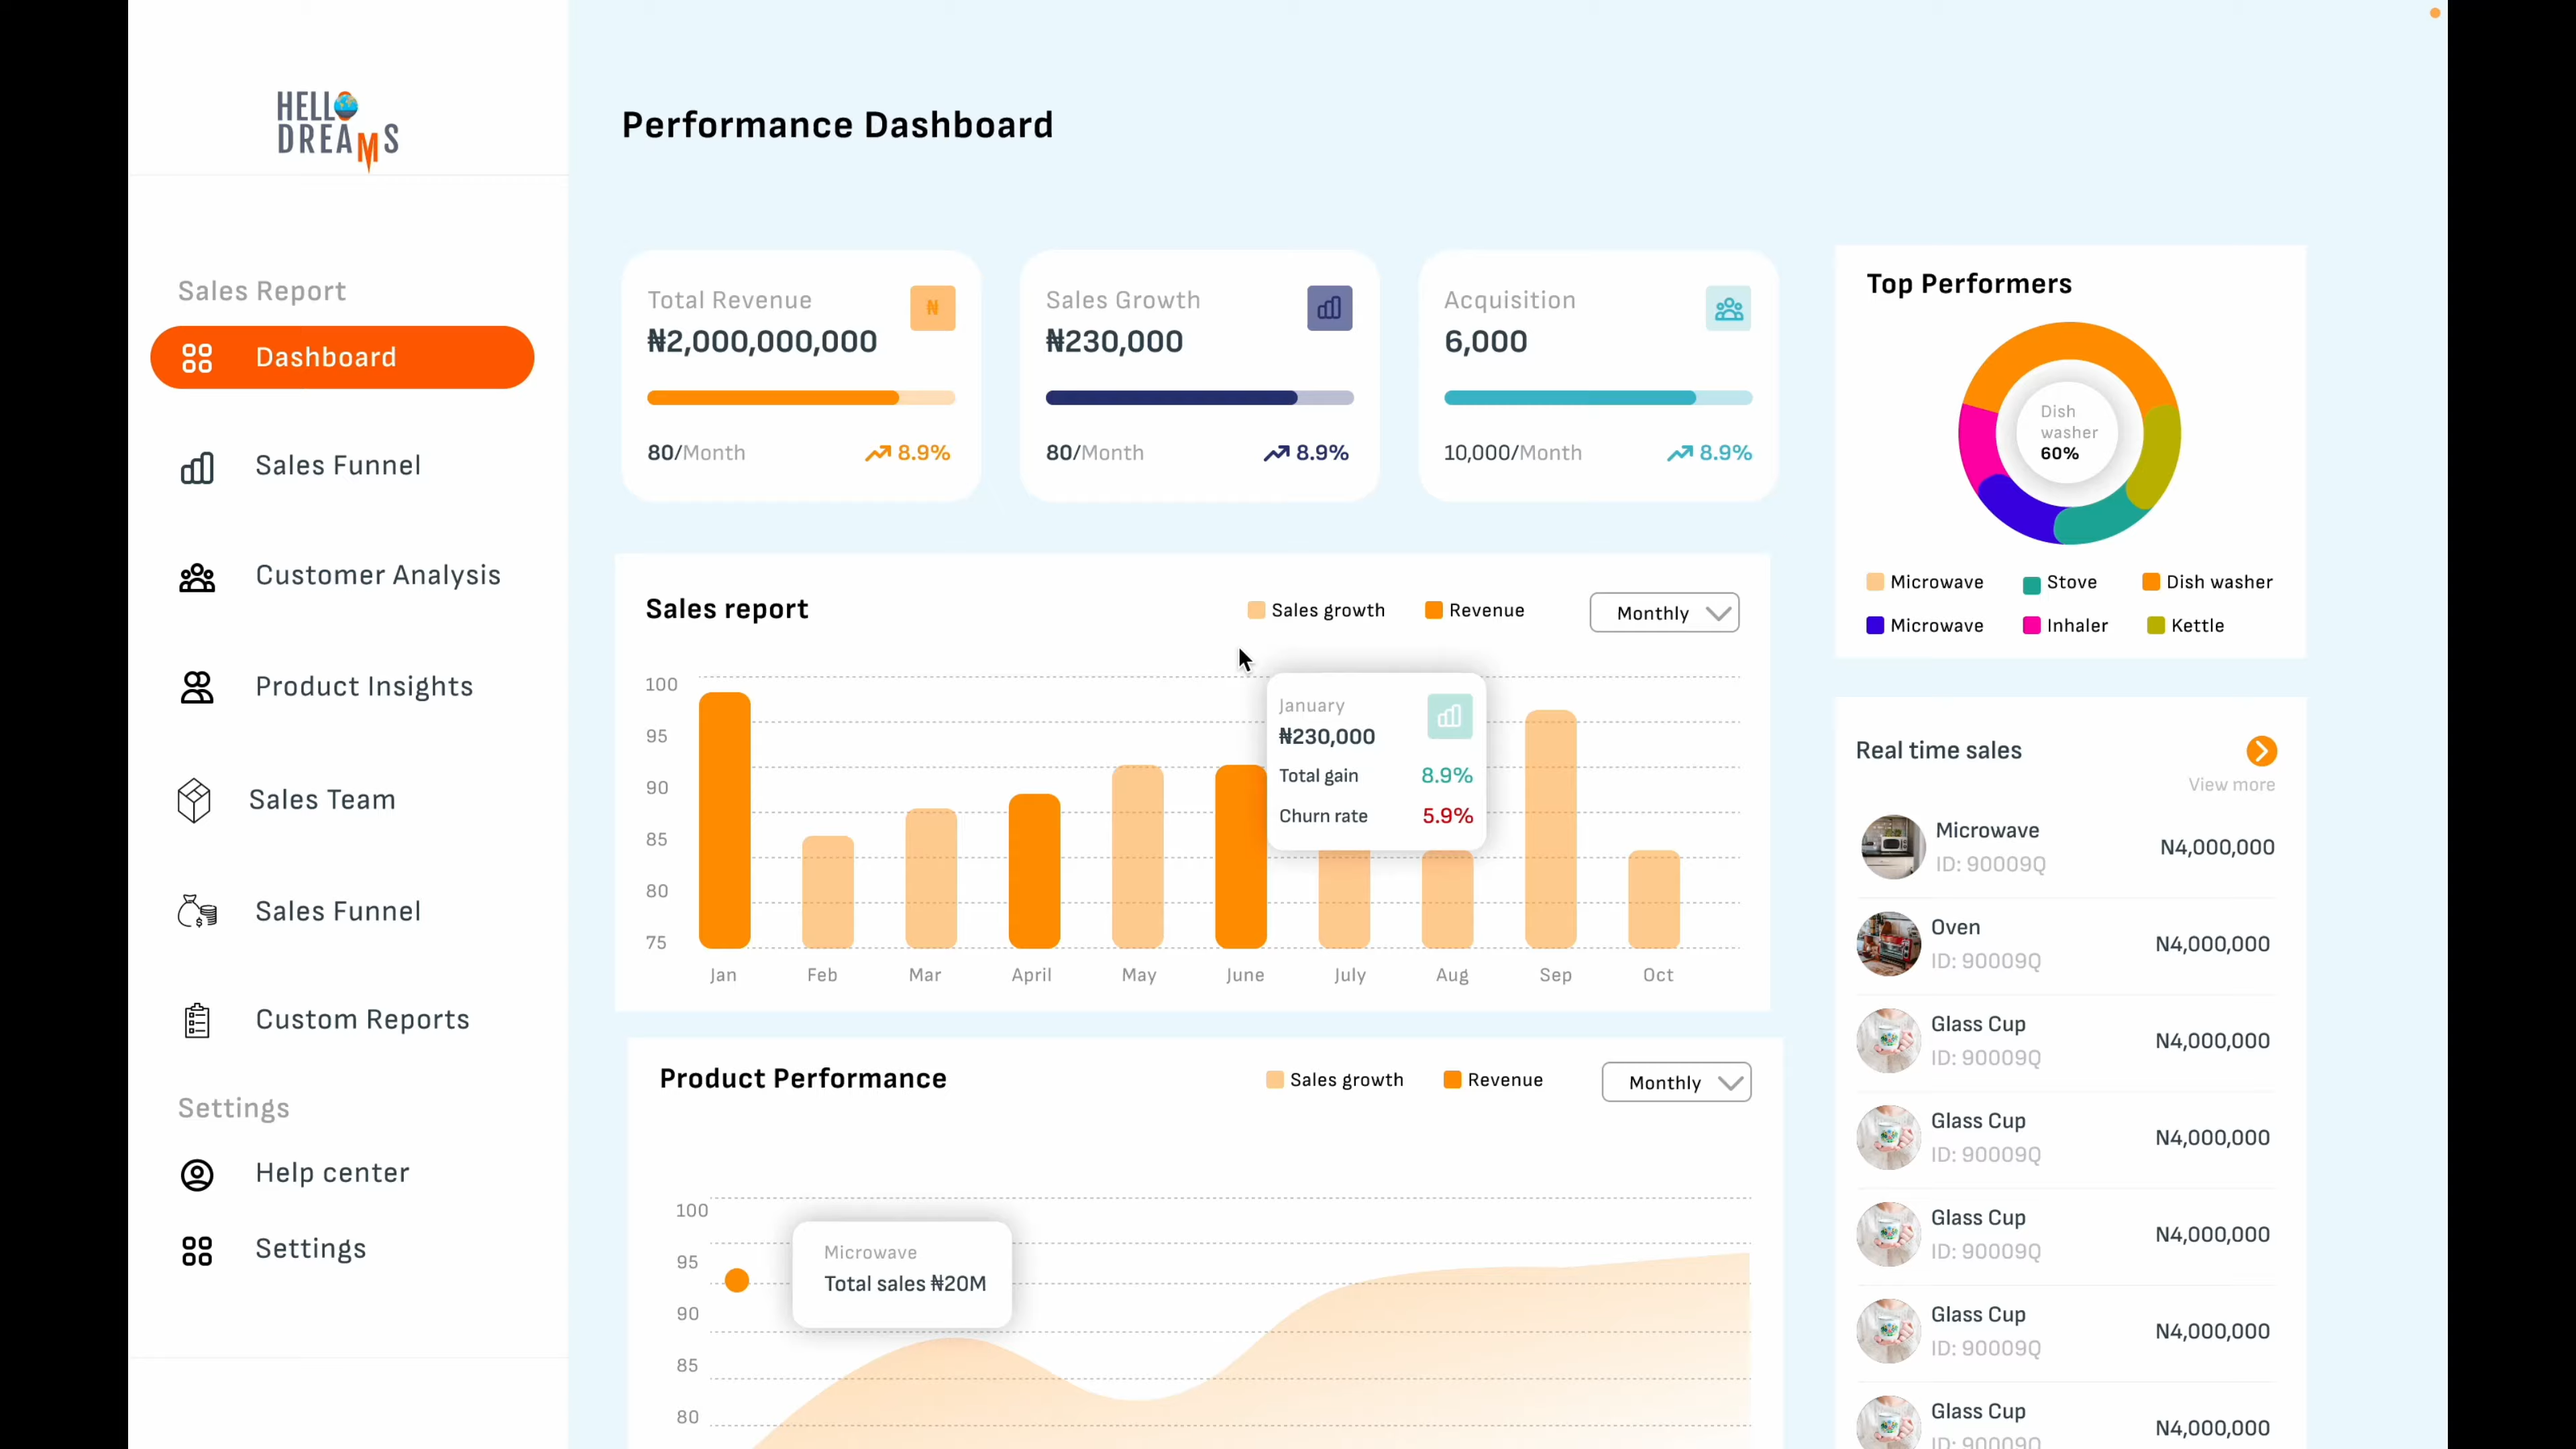 HELLO
DREAMS
Sales Report
Dashboard
Sales Funnel
Customer Analysis
Product Insights
Sales Team
Sales Funnel
Custom Reports
Settings
Help center
Settings
Performance Dashboard
Total Revenue
₦
₦2,000,000,000
80/Month
8.9%
Sales Growth
₦230,000
80/Month
8.9%
Acquisition
6,000
10,000/Month
8.9%
Sales report
Sales growth
Revenue
Monthly
100
95
90
85
80
75
January
₦230,000
Total gain 8.9%
Churn rate 5.9%
Jan Feb Mar April May June July Aug Sep Oct
Product Performance
Sales growth
Revenue
Monthly
100
95
90
85
80
Microwave
Total sales ₦20M
Top Performers
Dish
washer
60%
Microwave Stove Dish washer
Microwave Inhaler Kettle
Real time sales
View more
Microwave
ID: 90009Q
N4,000,000
Oven
ID: 90009Q
N4,000,000
Glass Cup
ID: 90009Q
N4,000,000
Glass Cup
ID: 90009Q
N4,000,000
Glass Cup
ID: 90009Q
N4,000,000
Glass Cup
ID: 90009Q
N4,000,000
Glass Cup
ID: 90009Q
N4,000,000